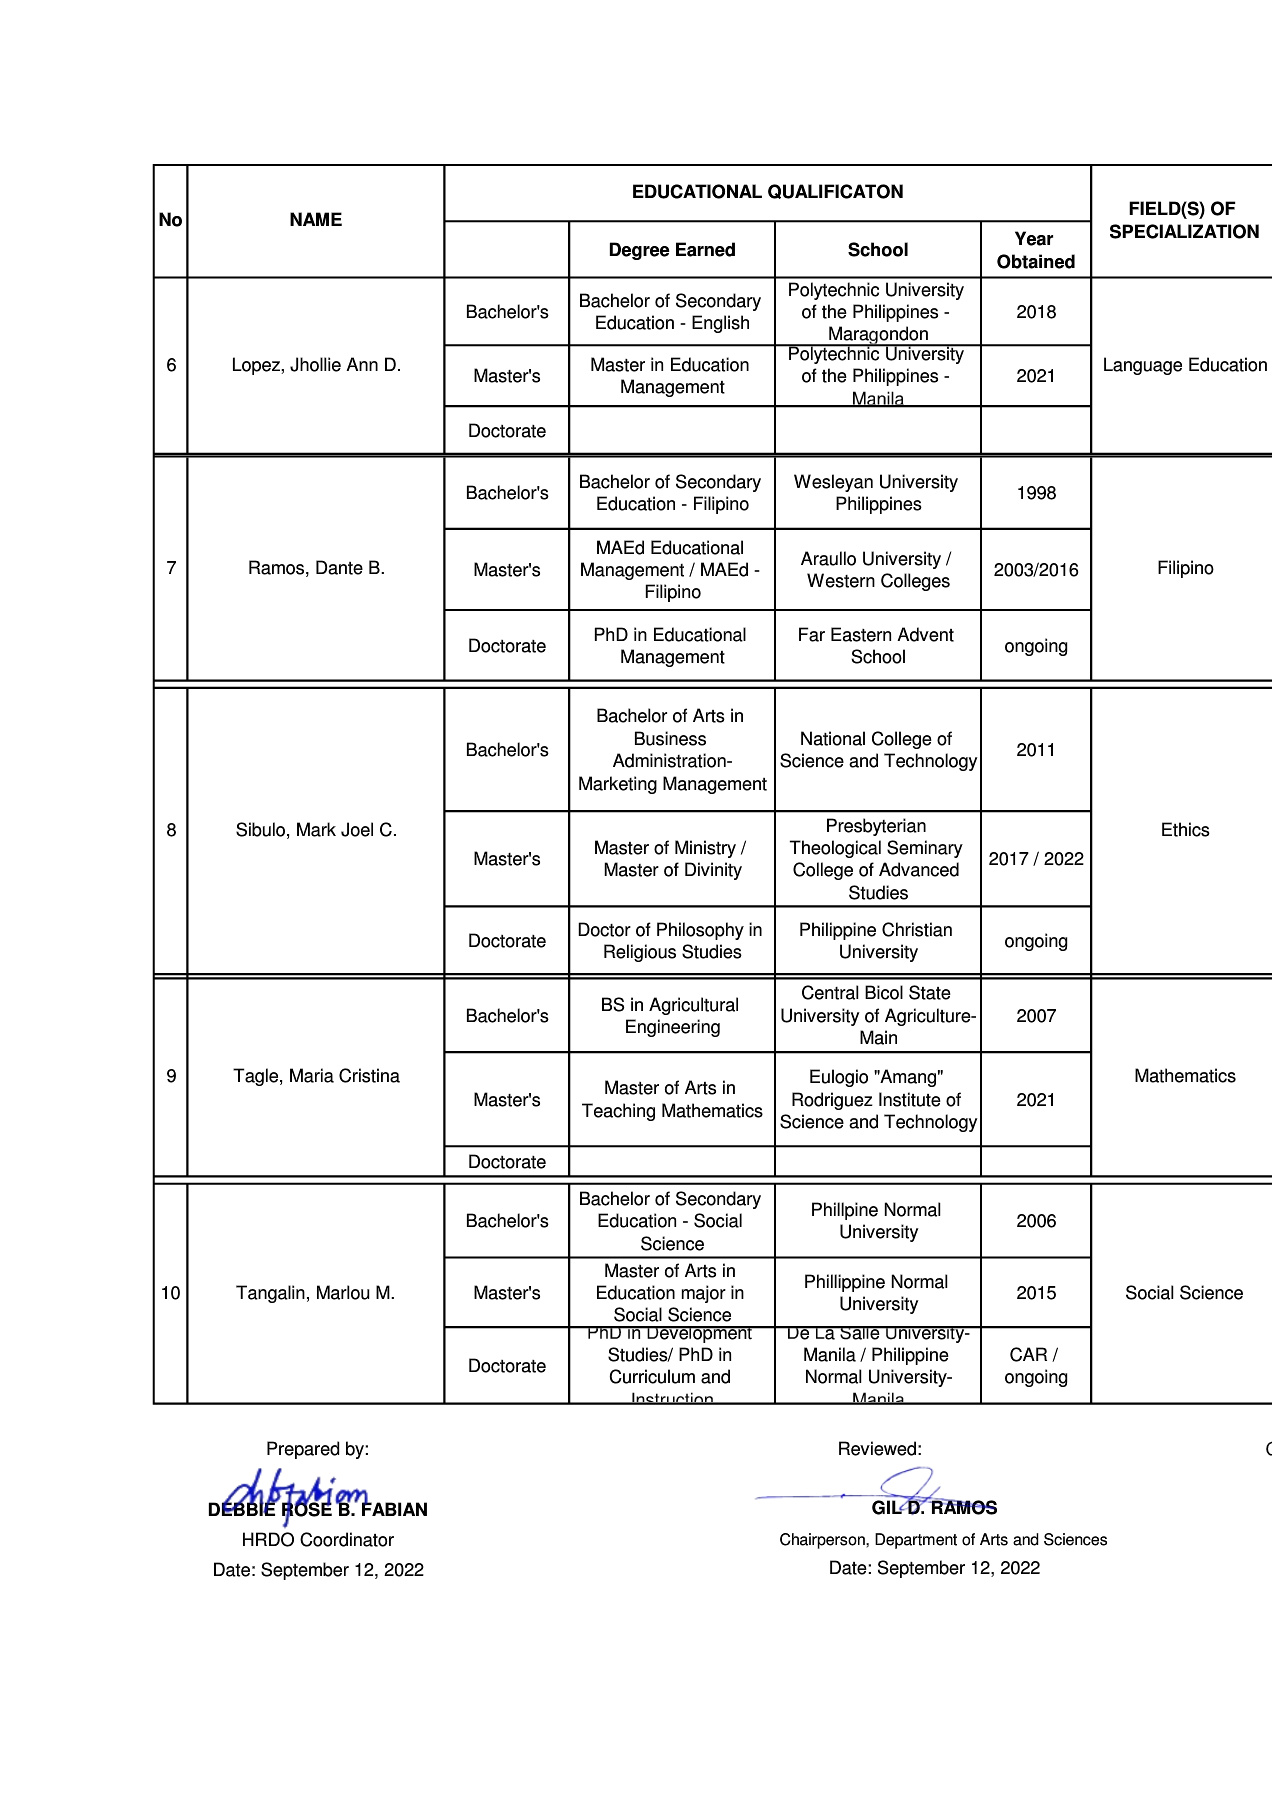 No
NAME
EDUCATIONAL QUALIFICATON
FIELD(S) OF
SPECIALIZATION
Degree Earned
School
Year
Obtained
6
Lopez, Jhollie Ann D.
Bachelor's
Bachelor of Secondary
Education - English
Polytechnic University
of the Philippines -
Maragondon
2018
Language Education
Master's
Master in Education
Management
Polytechnic University
of the Philippines -
Manila
2021
Doctorate
7
Ramos, Dante B.
Bachelor's
Bachelor of Secondary
Education - Filipino
Wesleyan University
Philippines
1998
Filipino
Master's
MAEd Educational
Management / MAEd -
Filipino
Araullo University /
Western Colleges
2003/2016
Doctorate
PhD in Educational
Management
Far Eastern Advent
School
ongoing
8
Sibulo, Mark Joel C.
Bachelor's
Bachelor of Arts in
Business
Administration-
Marketing Management
National College of
Science and Technology
2011
Ethics
Master's
Master of Ministry /
Master of Divinity
Presbyterian
Theological Seminary
College of Advanced
Studies
2017 / 2022
Doctorate
Doctor of Philosophy in
Religious Studies
Philippine Christian
University
ongoing
9
Tagle, Maria Cristina
Bachelor's
BS in Agricultural
Engineering
Central Bicol State
University of Agriculture-
Main
2007
Mathematics
Master's
Master of Arts in
Teaching Mathematics
Eulogio "Amang"
Rodriguez Institute of
Science and Technology
2021
Doctorate
10
Tangalin, Marlou M.
Bachelor's
Bachelor of Secondary
Education - Social
Science
Phillpine Normal
University
2006
Social Science
Master's
Master of Arts in
Education major in
Social Science
Phillippine Normal
University
2015
Doctorate
PhD in Development
Studies/ PhD in
Curriculum and
Instruction
De La Salle University-
Manila / Philippine
Normal University-
Manila
CAR /
ongoing
Prepared by:
Reviewed:
dhbfabian
DEBBIE ROSE B. FABIAN
GIL D. RAMOS
HRDO Coordinator
Chairperson, Department of Arts and Sciences
Date: September 12, 2022
Date: September 12, 2022